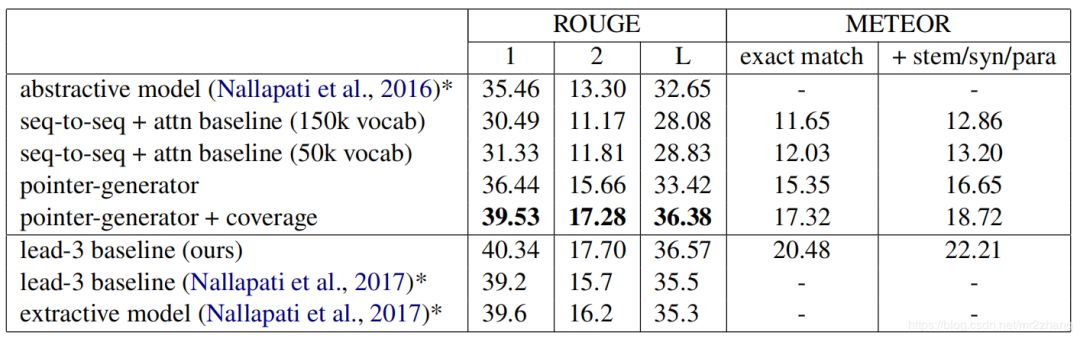 ROUGE METEOR
1 2 L exact match + stem/syn/para
abstractive model (Nallapati et al., 2016)* 35.46 13.30 32.65 - -
seq-to-seq + attn baseline (150k vocab) 30.49 11.17 28.08 11.65 12.86
seq-to-seq + attn baseline (50k vocab) 31.33 11.81 28.83 12.03 13.20
pointer-generator 36.44 15.66 33.42 15.35 16.65
pointer-generator + coverage 39.53 17.28 36.38 17.32 18.72
lead-3 baseline (ours) 40.34 17.70 36.57 20.48 22.21
lead-3 baseline (Nallapati et al., 2017)* 39.2 15.7 35.5 - -
extractive model (Nallapati et al., 2017)* 39.6 16.2 35.3 - -